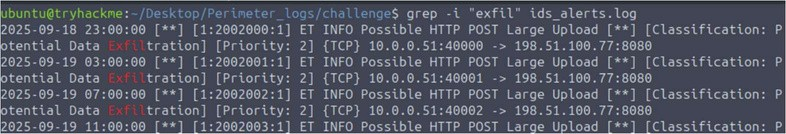 ubuntu@tryhackme:~/Desktop/Perimeter_logs/challenge$ grep -i "exfil" ids_alerts.log
2025-09-18 23:00:00 [**] [1:2002000:1] ET INFO Possible HTTP POST Large Upload [**] [Classification: P
otential Data Exfiltration] [Priority: 2] {TCP} 10.0.0.51:40000 -> 198.51.100.77:8080
2025-09-19 03:00:00 [**] [1:2002001:1] ET INFO Possible HTTP POST Large Upload [**] [Classification: P
otential Data Exfiltration] [Priority: 2] {TCP} 10.0.0.51:40001 -> 198.51.100.77:8080
2025-09-19 07:00:00 [**] [1:2002002:1] ET INFO Possible HTTP POST Large Upload [**] [Classification: P
otential Data Exfiltration] [Priority: 2] {TCP} 10.0.0.51:40002 -> 198.51.100.77:8080
2025-09-19 11:00:00 [**] [1:2002003:1] ET INFO Possible HTTP POST Large Upload [**] [Classification: P